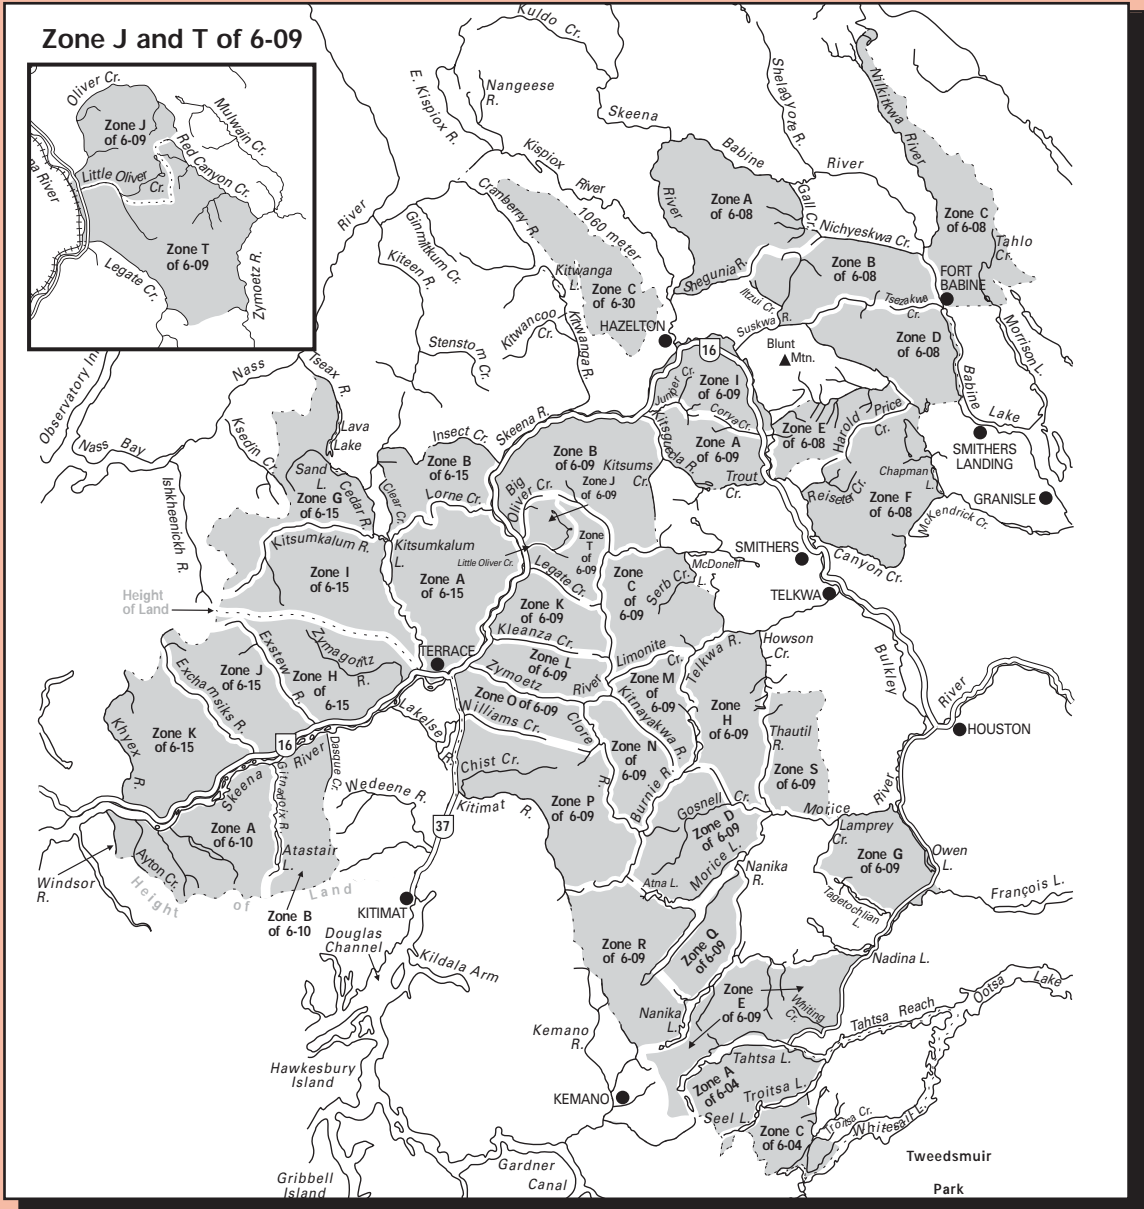 Zone J and T of 6-09
Oliver Cr.
Zone J
of 6-09
Mulwain Cr.
Red Canyon Cr.
Little Oliver
Cr.
na River
Zone T
of 6-09
Legate Cr.
Zymoetz R.
Kuldo Cr.
E. Kispiox R.
Nangeese
R.
Skeena
Shelagyote R.
Nilkitkwa River
Kispiox
River
Babine
River
River
River
Zone A
of 6-08
Gall Cr.
Nichyeskwa Cr.
Zone C
of 6-08
Tahlo
Cr.
Cranberry R.
1060 meter
Ginmitkum Cr.
Kiteen R.
Kitwanga
L.
Zone C
of 6-30
Shegunia R.
Zone B
of 6-08
FORT
BABINE
Iltzui Cr.
Tsezakwa
Cr.
Suskwa R.
HAZELTON
Kitwancoo
Cr.
Kitwanga R.
Stenstom Cr.
16
Blunt
Mtn.
Zone D
of 6-08
Morrison L.
Observatory In
Nass
Tseax R.
Juniper Cr.
Zone I
of 6-09
Corya Cr.
Babine
Lake
Skeena R.
Insect Cr.
Lava
Lake
Ksedin Cr.
Nass Bay
Kitsgueda R.
Zone A
of 6-09
Zone E
of 6-08
Harold Price
Cr.
SMITHERS
LANDING
Zone B
of 6-09
Kitsums
Cr.
Zone B
of 6-15
Sand
L.
Cedar R.
Zone G
of 6-15
Clear Cr.
Lorne Cr.
Big
Oliver Cr.
Zone J
of 6-09
Trout
Cr.
Chapman
L.
Reiseter Cr.
Zone F
of 6-08
McKendrick Cr.
GRANISLE
Ishkheenickh R.
Kitsumkalum R.
Kitsumkalum
L.
Little Oliver Cr.
Zone
T
of
6-09
SMITHERS
Canyon Cr.
McDonell
L.
Zone I
of 6-15
Zone A
of 6-15
Legate Cr.
Zone
C
of
6-09
Serb Cr.
TELKWA
Height
of Land
Zone K
of 6-09
Kleanza Cr.
TERRACE
Limonite
Cr.
Telkwa R.
Howson
Cr.
Bulkley
River
Exstew R.
Zymagotitz
R.
Zone J
of 6-15
Zone H
of
6-15
Exchamsiks R.
Zymoetz
River
Zone L
of 6-09
Zone M
of
6-09
Kitnayakwa R.
Zone O of 6-09
Williams Cr.
Clore
R.
Zone
H
of 6-09
Thautil
R.
HOUSTON
Khyex
R.
Zone K
of 6-15
16
Lakelse
R.
Zone N
of
6-09
Zone S
of 6-09
Skeena
River
Gitnadoix R.
Dasque Cr.
Wedeene R.
Chist Cr.
Kitimat R.
Burnie R.
Gosnell Cr.
Morice
River
Zone P
of 6-09
Zone A
of 6-10
37
Zone D
of 6-09
Lamprey
Cr.
Zone G
of 6-09
Owen
L.
Ayton Cr.
Atastair
L.
Windsor
R.
Height of Land
Zone B
of 6-10
KITIMAT
Atna L.
Morice L.
Nanika
R.
Tagetochlian
L.
François L.
Douglas
Channel
Kildala Arm
Zone R
of 6-09
Zone Q
of 6-09
Nadina L.
Zone
E
of 6-09
Whiting
Cr.
Nanika
L.
Ootsa Lake
Tahtsa Reach
Kemano
R.
Hawkesbury
Island
Tahtsa L.
KEMANO
Zone A
of 6-04
Troitsa L.
Seel L.
Troitsa Cr.
Whitesail L.
Zone C
of 6-04
Gribbell
Island
Gardner
Canal
Tweedsmuir
Park